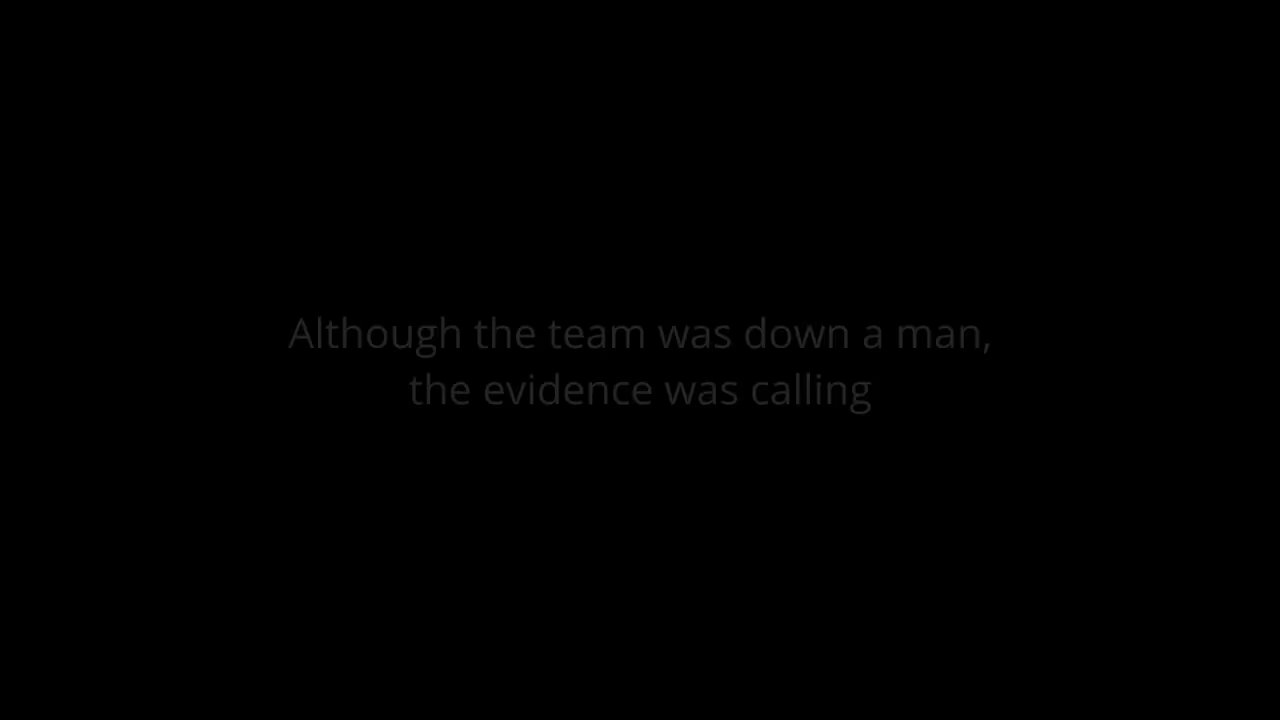 Although the team was down a man,
the evidence was calling